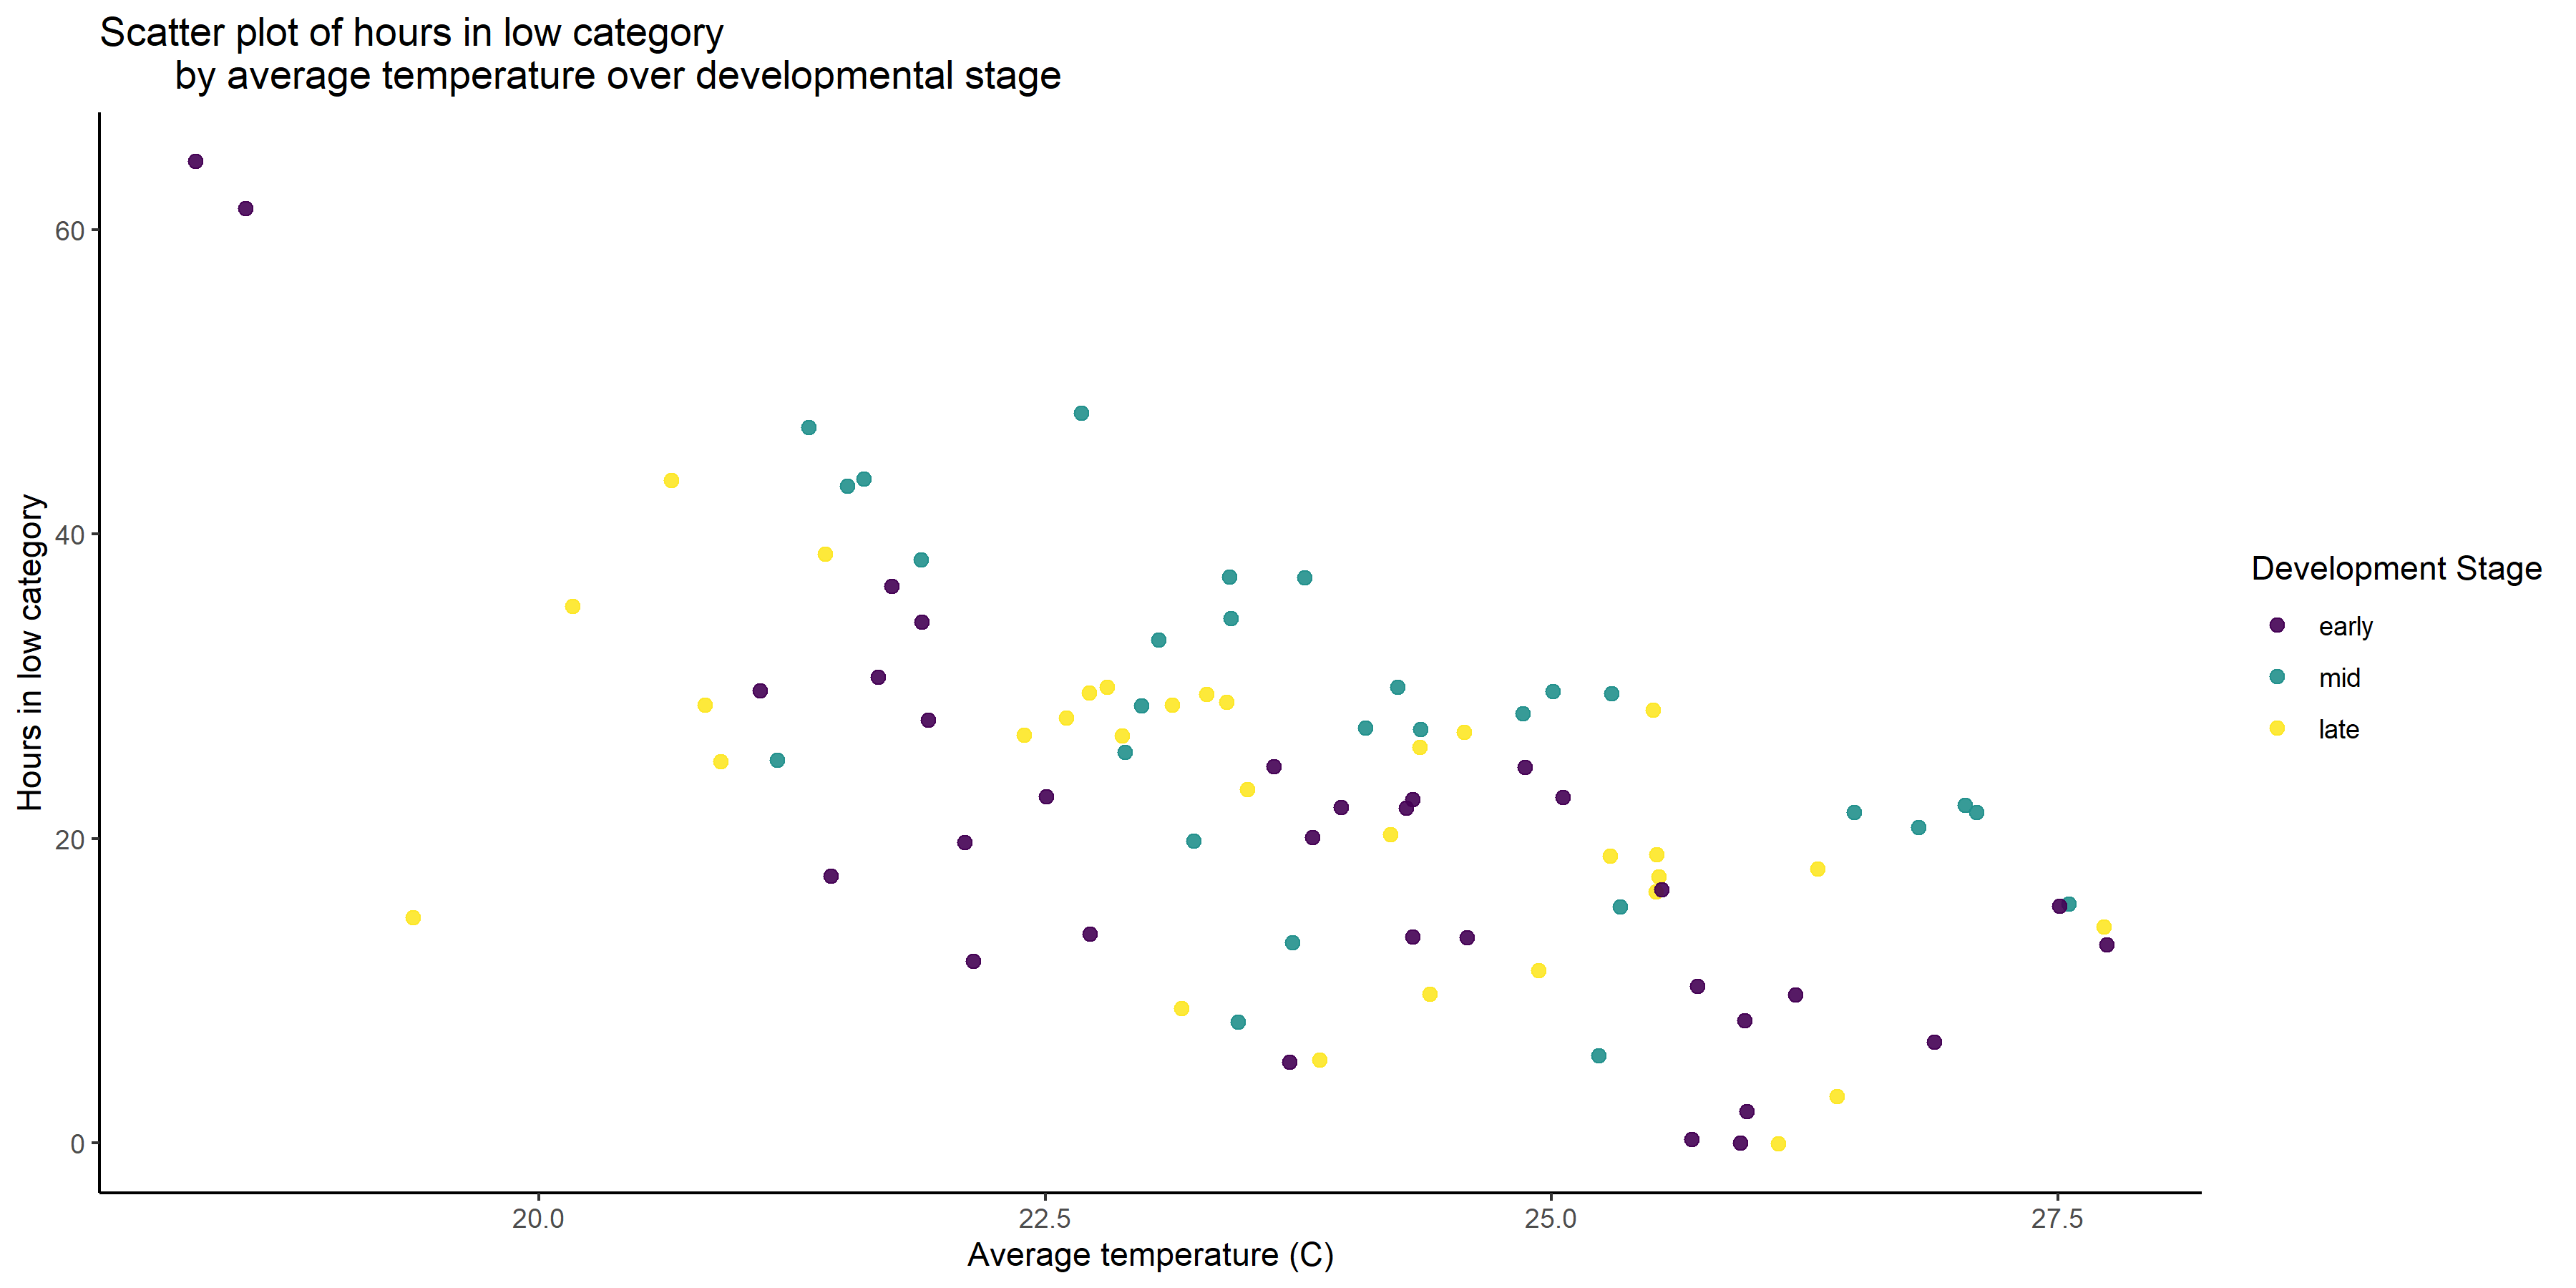 Scatter plot of hours in low category
by average temperature over developmental stage
60
40
20
0
Hours in low category
20.0 22.5 25.0 27.5
Average temperature (C)
Development Stage
early
mid
late